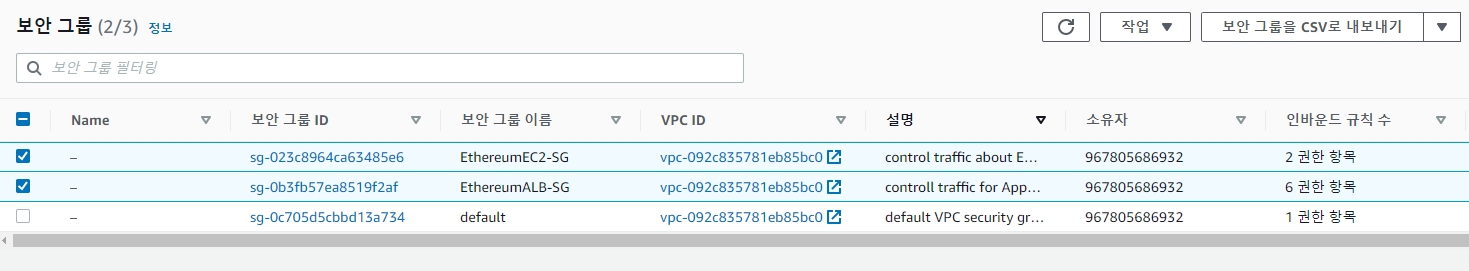 보안 그룹 (2/3) 정보
작업
보안 그룹을 CSV로 내보내기
보안 그룹 필터링
Name 보안 그룹 ID 보안 그룹 이름 VPC ID 설명 소유자 인바운드 규칙 수
– sg-023c8964ca63485e6 EthereumEC2-SG vpc-092c835781eb85bc0 control traffic about E... 967805686932 2 권한 항목
– sg-0b3fb57ea8519f2af EthereumALB-SG vpc-092c835781eb85bc0 controll traffic for App... 967805686932 6 권한 항목
– sg-0c705d5cbbd13a734 default vpc-092c835781eb85bc0 default VPC security gr... 967805686932 1 권한 항목